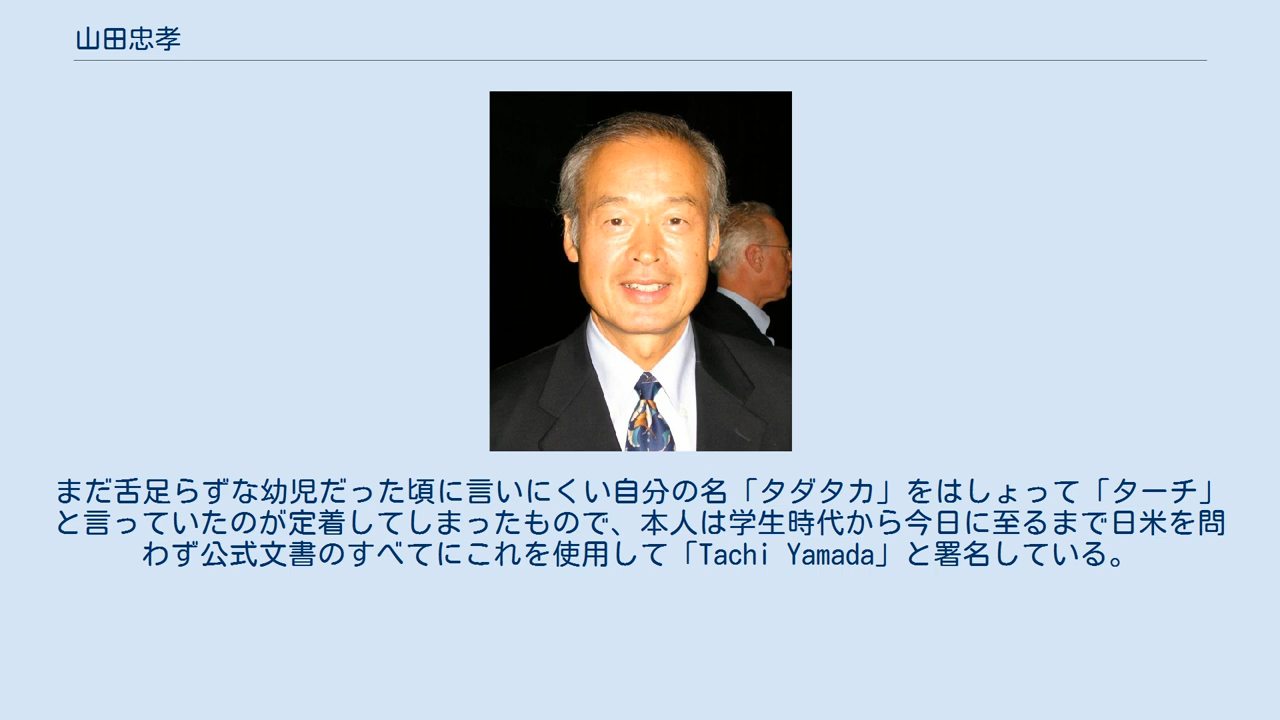 山田忠孝
まだ舌足らずな幼児だった頃に言いにくい自分の名「タダタカ」をはしょって「ターチ」
と言っていたのが定着してしまったもので、本人は学生時代から今日に至るまで日米を問
わず公式文書のすべてにこれを使用して「Tachi Yamada」と署名している。